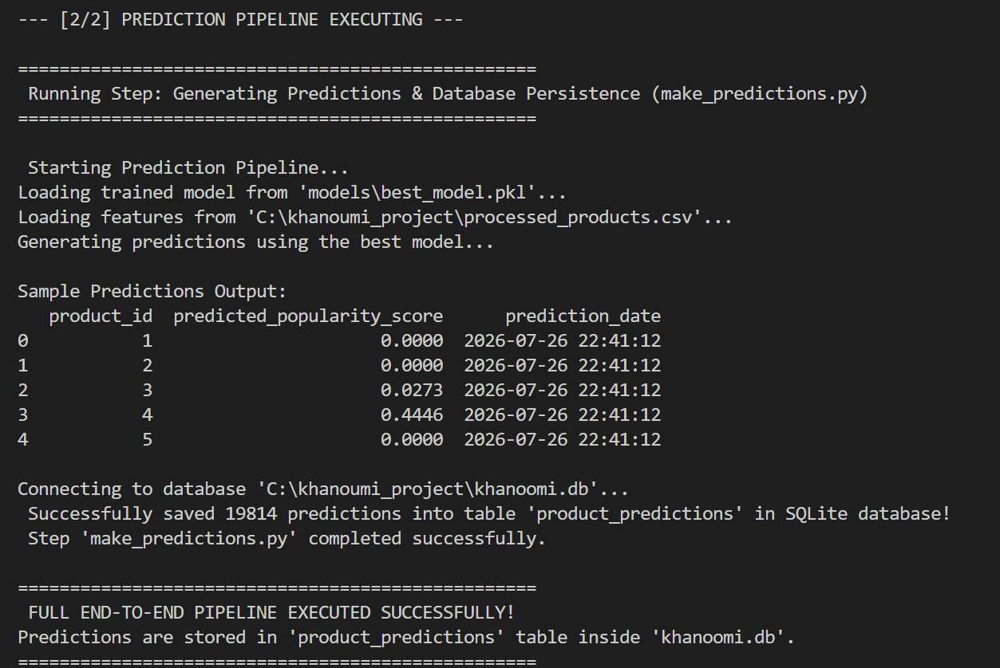 --- [2/2] PREDICTION PIPELINE EXECUTING ---
==================================================
 Running Step: Generating Predictions & Database Persistence (make_predictions.py)
==================================================
 Starting Prediction Pipeline...
Loading trained model from 'models\best_model.pkl'...
Loading features from 'C:\khanoumi_project\processed_products.csv'...
Generating predictions using the best model...
Sample Predictions Output:
   product_id  predicted_popularity_score      prediction_date
0           1                      0.0000  2026-07-26 22:41:12
1           2                      0.0000  2026-07-26 22:41:12
2           3                      0.0273  2026-07-26 22:41:12
3           4                      0.4446  2026-07-26 22:41:12
4           5                      0.0000  2026-07-26 22:41:12
Connecting to database 'C:\khanoumi_project\khanoomi.db'...
 Successfully saved 19814 predictions into table 'product_predictions' in SQLite database!
 Step 'make_predictions.py' completed successfully.
==================================================
 FULL END-TO-END PIPELINE EXECUTED SUCCESSFULLY!
Predictions are stored in 'product_predictions' table inside 'khanoomi.db'.
==================================================